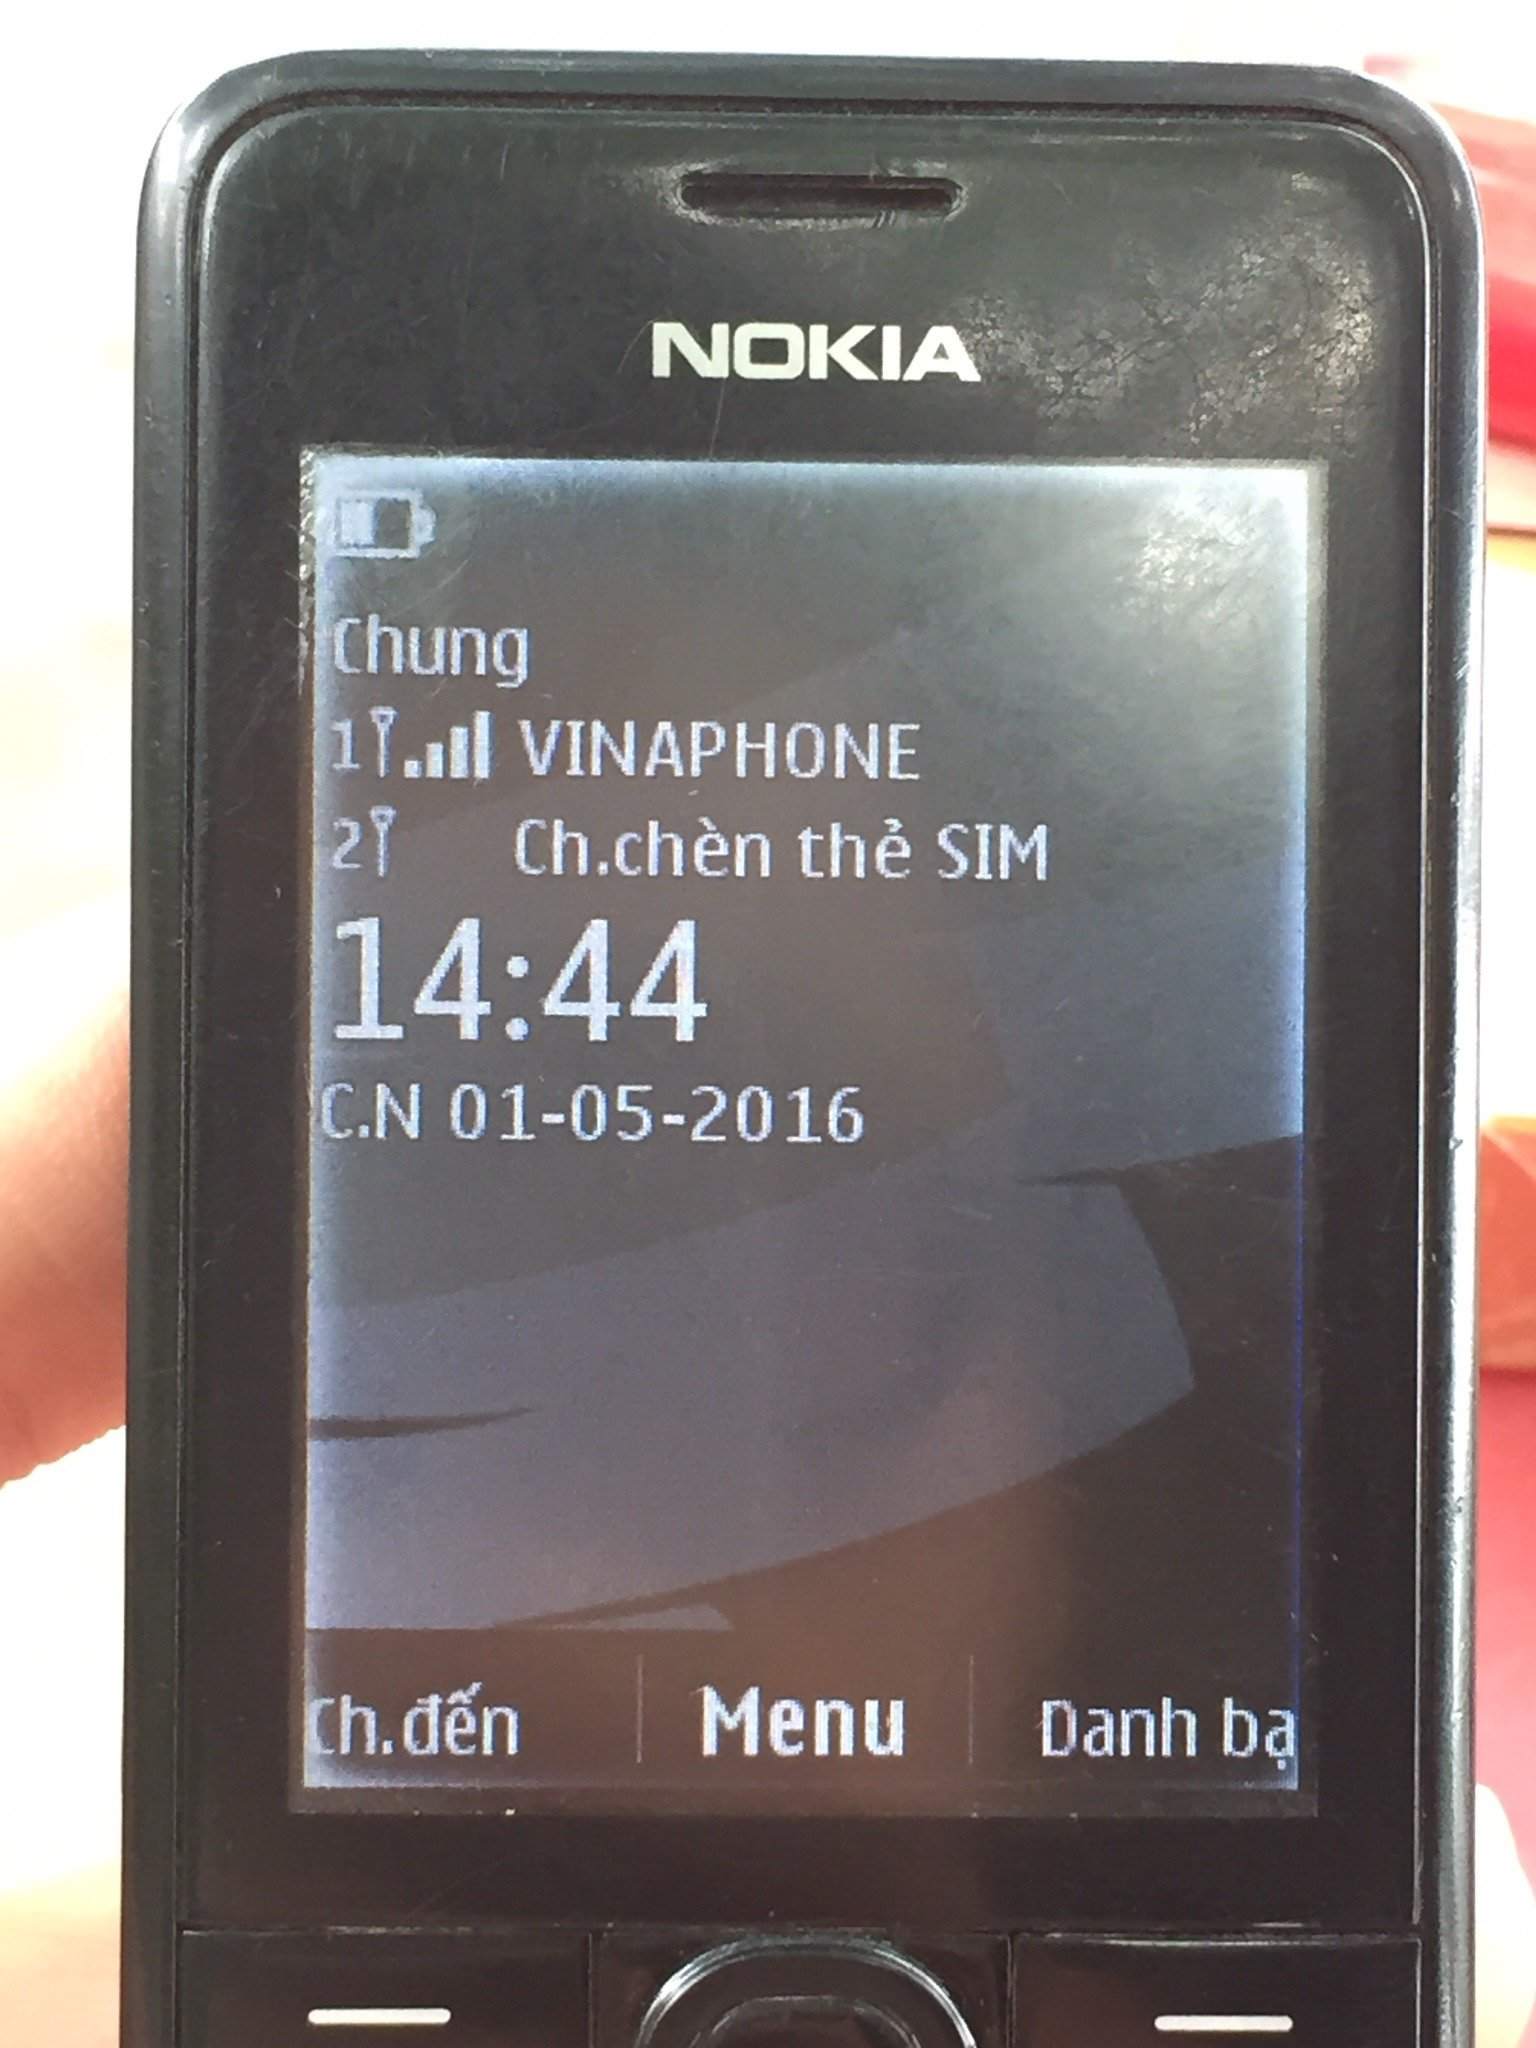 NOKIA
Chung
1 VINAPHONE
2 Ch.chèn thẻ SIM
14:44
C.N 01-05-2016
Ch.đến Menu Danh bạ